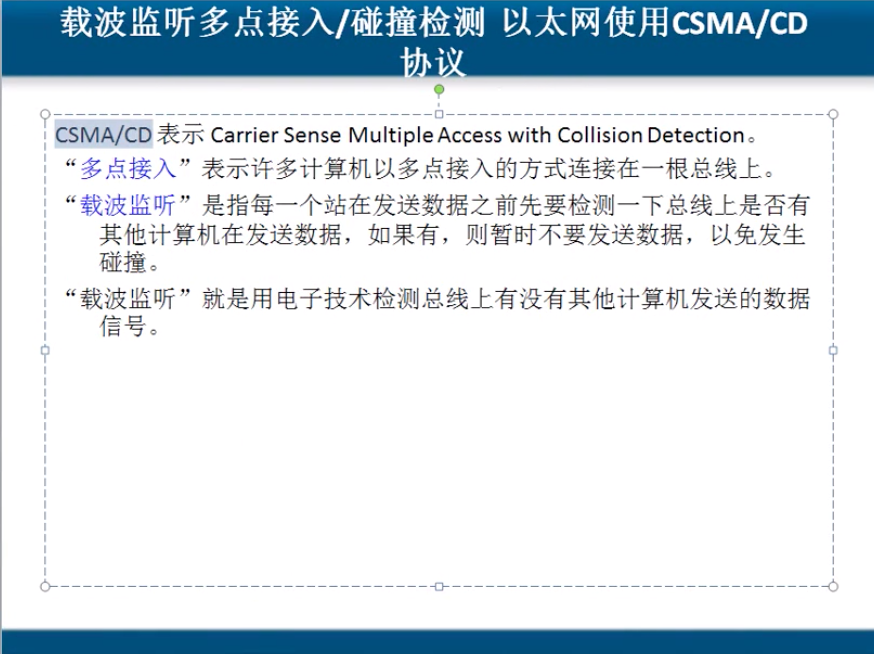 载波监听多点接入/碰撞检测 以太网使用CSMA/CD
协议
CSMA/CD 表示 Carrier Sense Multiple Access with Collision Detection。
“多点接入”表示许多计算机以多点接入的方式连接在一根总线上。
“载波监听”是指每一个站在发送数据之前先要检测一下总线上是否有
其他计算机在发送数据，如果有，则暂时不要发送数据，以免发生
碰撞。
“载波监听”就是用电子技术检测总线上有没有其他计算机发送的数据
信号。